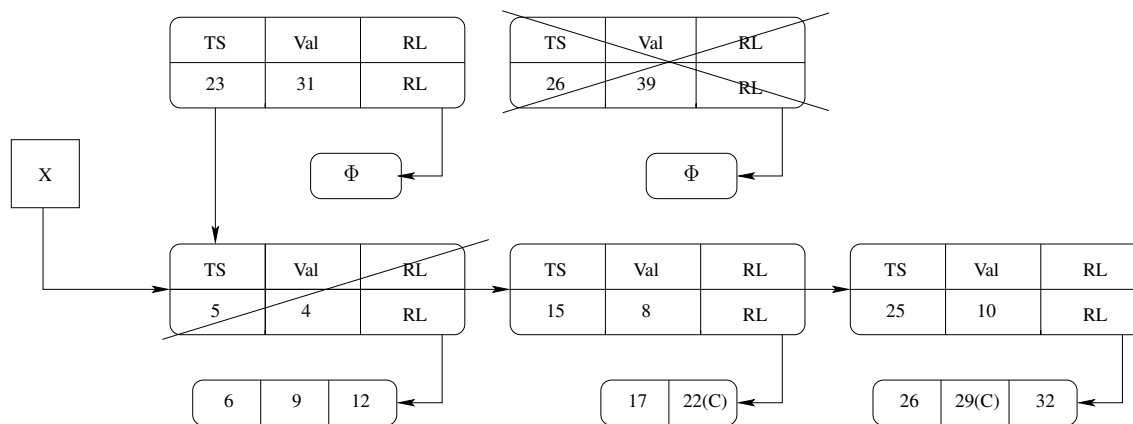 TS Val RL TS Val RL
23 31 RL 26 39 RL
X Φ Φ
TS Val RL TS Val RL TS Val RL
5 4 RL 15 8 RL 25 10 RL
6 9 12 17 22(C) 26 29(C) 32